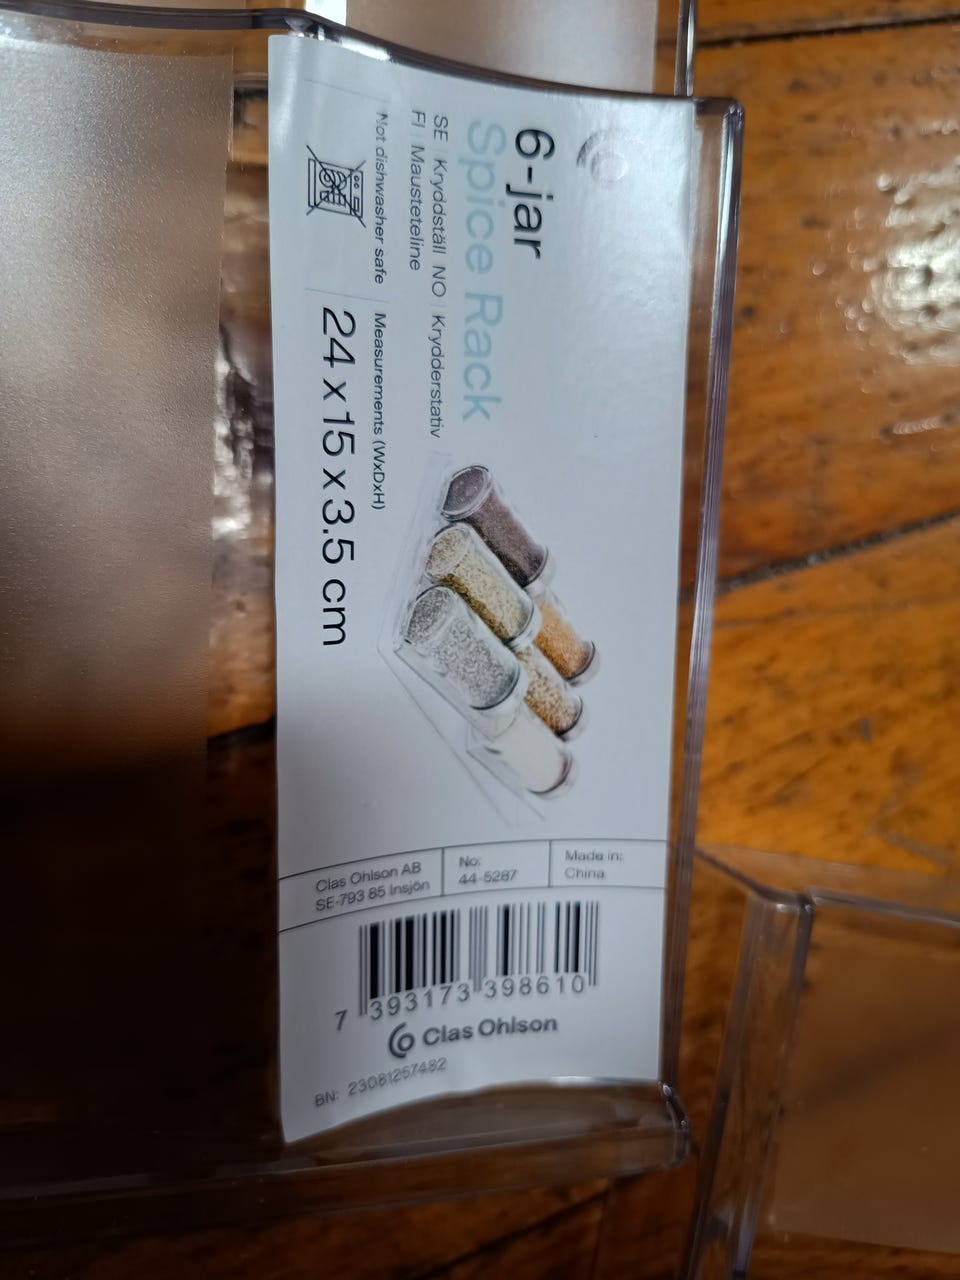 6-jar
Spice Rack
SE | Kryddställ NO | Krydderstativ
FI | Mausteteline
Not dishwasher safe
Measurements (WxDxH)
24 x 15 x 3.5 cm
Clas Ohlson AB
SE-793 85 Insjön
No:
44-5287
Made in:
China
7 393173 398610
Clas Ohlson
BN: 23081257482